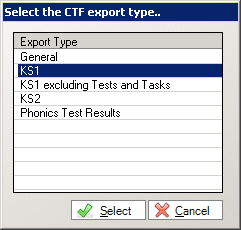 Select the CTF export type..
Export Type
General
KS1
KS1 excluding Tests and Tasks
KS2
Phonics Test Results
Select
Cancel